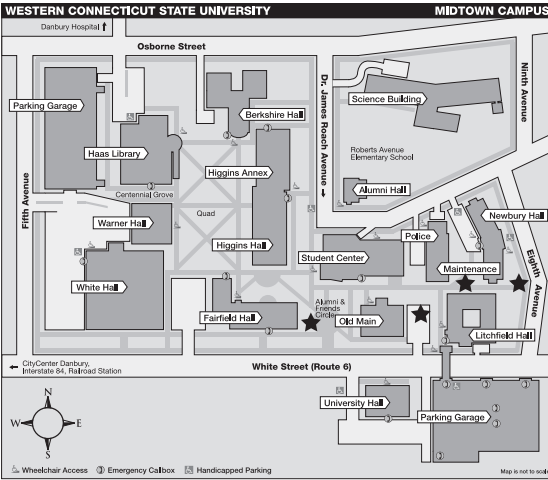 WESTERN CONNECTICUT STATE UNIVERSITY
MIDTOWN CAMPUS
Danbury Hospital
Osborne Street
Dr. James Roach Avenue
Ninth Avenue
Science Building
Parking Garage
Berkshire Hall
Haas Library
Roberts Avenue
Elementary School
Higgins Annex
Alumni Hall
Centennial Grove
Fifth Avenue
Quad
Warner Hall
Newbury Hall
Police
Higgins Hall
Student Center
Maintenance
Eighth Avenue
White Hall
Alumni &
Friends
Circle
Fairfield Hall
Old Main
Litchfield Hall
CityCenter Danbury,
Interstate 84, Railroad Station
White Street (Route 6)
N
W
E
S
University Hall
Parking Garage
Wheelchair Access
Emergency Callbox
Handicapped Parking
Map is not to scale